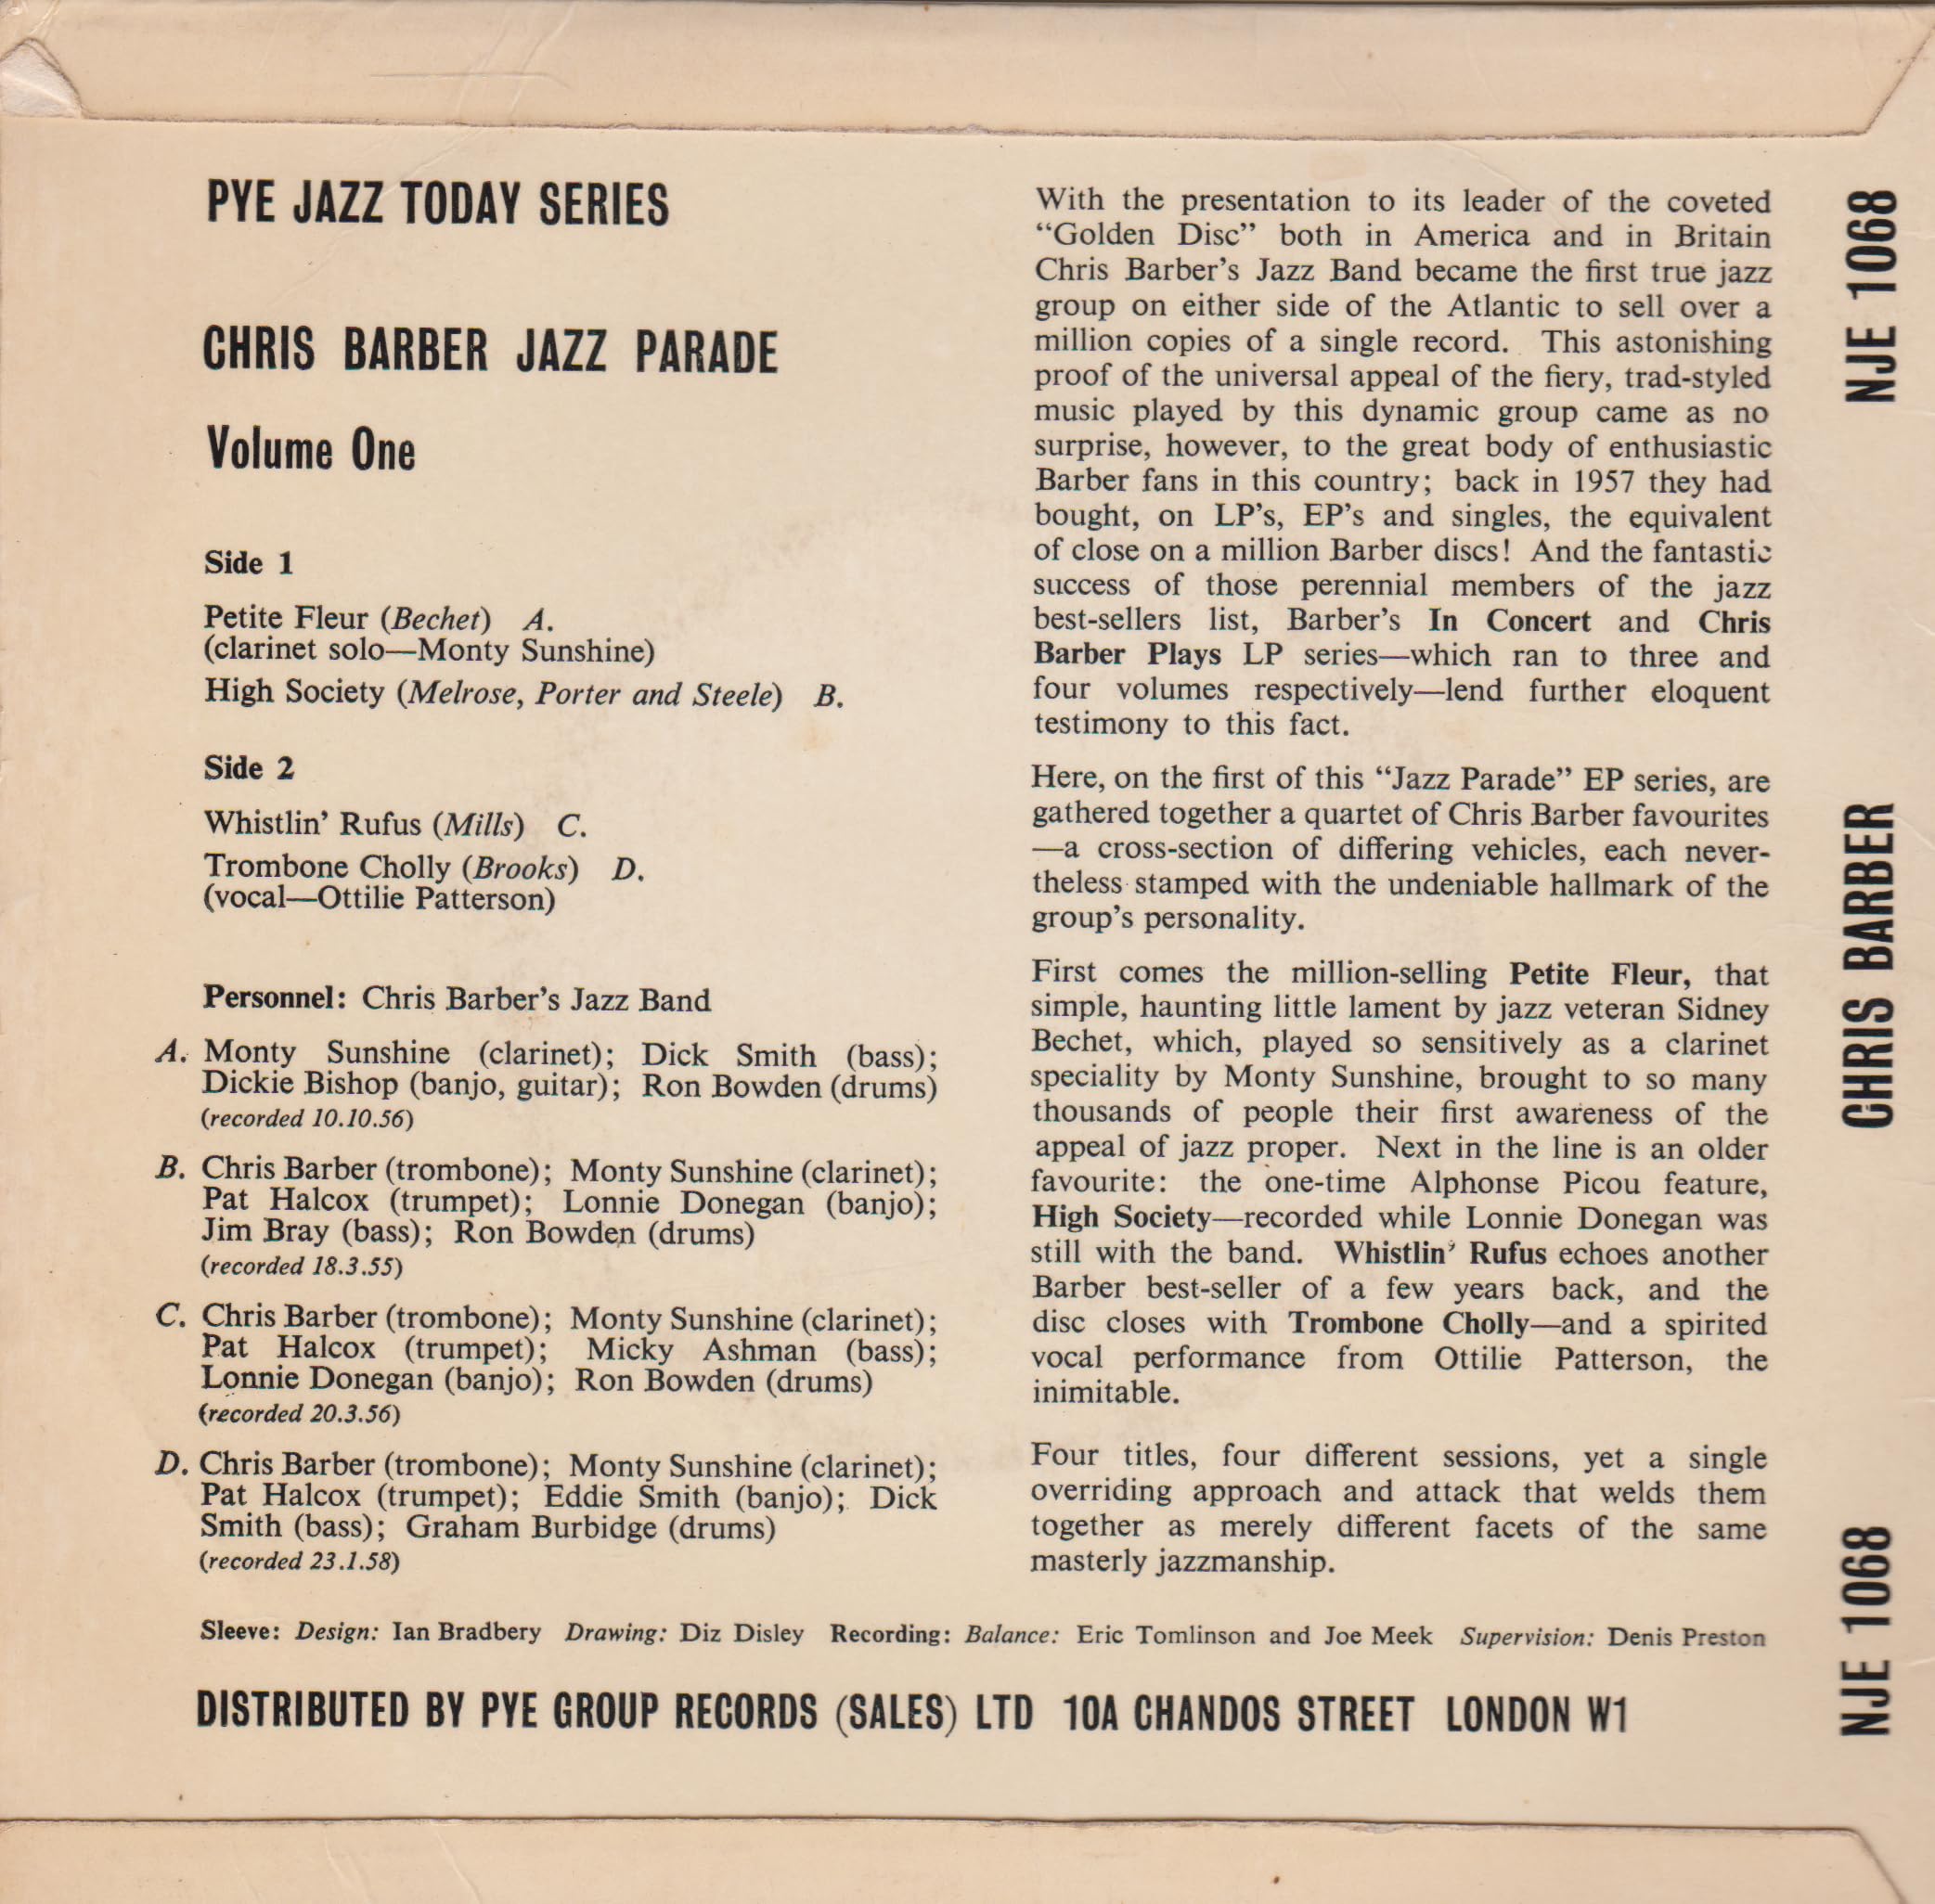 PYE JAZZ TODAY SERIES
CHRIS BARBER JAZZ PARADE
Volume One
Side 1
Petite Fleur (Bechet) A.
(clarinet solo—Monty Sunshine)
High Society (Melrose, Porter and Steele) B.
Side 2
Whistlin’ Rufus (Mills) C.
Trombone Cholly (Brooks) D.
(vocal—Ottilie Patterson)
Personnel: Chris Barber’s Jazz Band
A. Monty Sunshine (clarinet); Dick Smith (bass);
Dickie Bishop (banjo, guitar); Ron Bowden (drums)
(recorded 10.10.56)
B. Chris Barber (trombone); Monty Sunshine (clarinet);
Pat Halcox (trumpet); Lonnie Donegan (banjo);
Jim Bray (bass); Ron Bowden (drums)
(recorded 18.3.55)
C. Chris Barber (trombone); Monty Sunshine (clarinet);
Pat Halcox (trumpet); Micky Ashman (bass);
Lonnie Donegan (banjo); Ron Bowden (drums)
(recorded 20.3.56)
D. Chris Barber (trombone); Monty Sunshine (clarinet);
Pat Halcox (trumpet); Eddie Smith (banjo); Dick
Smith (bass); Graham Burbidge (drums)
(recorded 23.1.58)
With the presentation to its leader of the coveted
“Golden Disc” both in America and in Britain
Chris Barber’s Jazz Band became the first true jazz
group on either side of the Atlantic to sell over a
million copies of a single record. This astonishing
proof of the universal appeal of the fiery, trad-styled
music played by this dynamic group came as no
surprise, however, to the great body of enthusiastic
Barber fans in this country; back in 1957 they had
bought, on LP’s, EP’s and singles, the equivalent
of close on a million Barber discs! And the fantastic
success of those perennial members of the jazz
best-sellers list, Barber’s In Concert and Chris
Barber Plays LP series—which ran to three and
four volumes respectively—lend further eloquent
testimony to this fact.
Here, on the first of this “Jazz Parade” EP series, are
gathered together a quartet of Chris Barber favourites
—a cross-section of differing vehicles, each never-
theless stamped with the undeniable hallmark of the
group’s personality.
First comes the million-selling Petite Fleur, that
simple, haunting little lament by jazz veteran Sidney
Bechet, which, played so sensitively as a clarinet
speciality by Monty Sunshine, brought to so many
thousands of people their first awareness of the
appeal of jazz proper. Next in the line is an older
favourite: the one-time Alphonse Picou feature,
High Society—recorded while Lonnie Donegan was
still with the band. Whistlin’ Rufus echoes another
Barber best-seller of a few years back, and the
disc closes with Trombone Cholly—and a spirited
vocal performance from Ottilie Patterson, the
inimitable.
Four titles, four different sessions, yet a single
overriding approach and attack that welds them
together as merely different facets of the same
masterly jazzmanship.
Sleeve: Design: Ian Bradbery Drawing: Diz Disley Recording: Balance: Eric Tomlinson and Joe Meek Supervision: Denis Preston
DISTRIBUTED BY PYE GROUP RECORDS (SALES) LTD 10A CHANDOS STREET LONDON W1
NJE 1068
CHRIS BARBER
NJE 1068